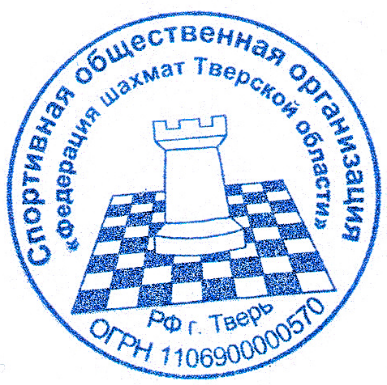 Спортивная общественная организация
«Федерация шахмат Тверской области»
РФ г. Тверь
ОГРН 1106900000570